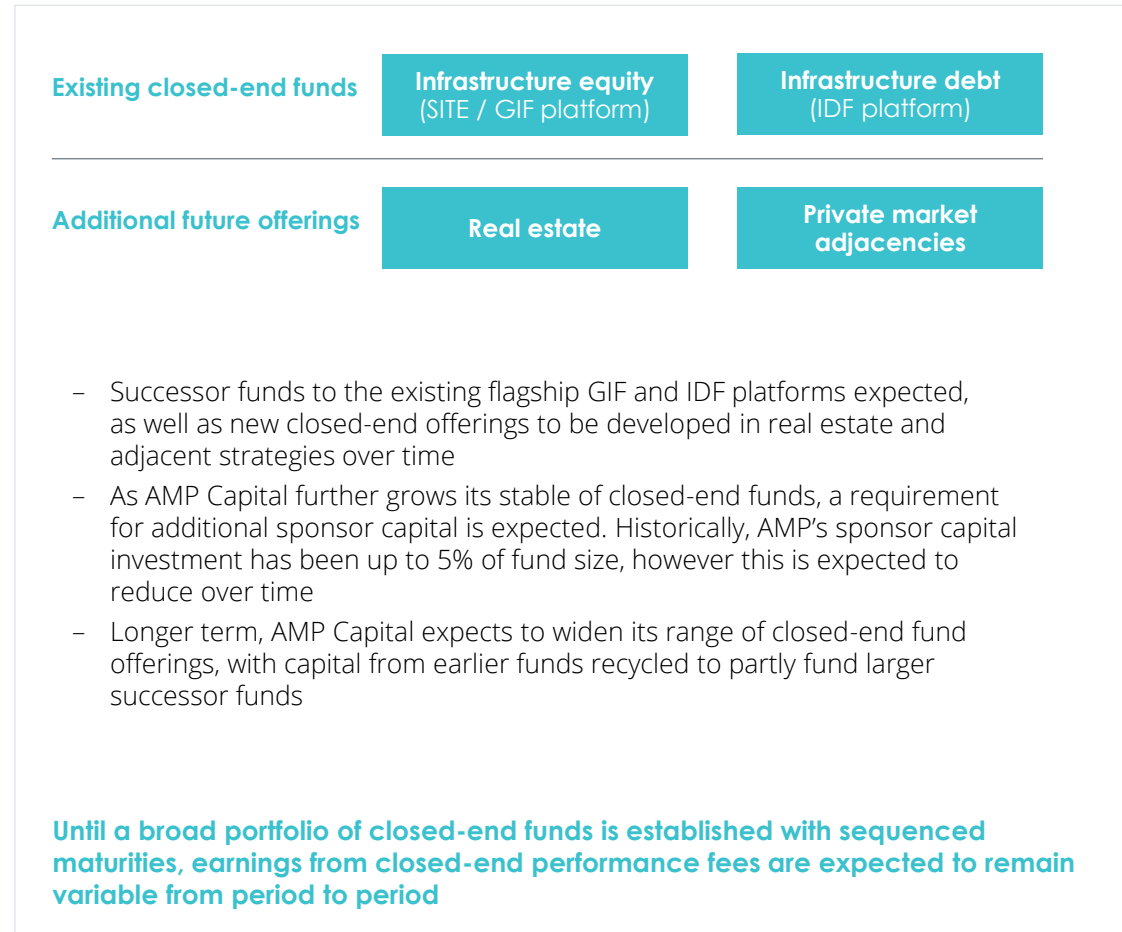 Existing closed-end funds
Infrastructure equity
(SITE / GIF platform)
Infrastructure debt
(IDF platform)
Additional future offerings
Real estate
Private market
adjacencies
– Successor funds to the existing flagship GIF and IDF platforms expected,
as well as new closed-end offerings to be developed in real estate and
adjacent strategies over time
– As AMP Capital further grows its stable of closed-end funds, a requirement
for additional sponsor capital is expected. Historically, AMP’s sponsor capital
investment has been up to 5% of fund size, however this is expected to
reduce over time
– Longer term, AMP Capital expects to widen its range of closed-end fund
offerings, with capital from earlier funds recycled to partly fund larger
successor funds
Until a broad portfolio of closed-end funds is established with sequenced
maturities, earnings from closed-end performance fees are expected to remain
variable from period to period